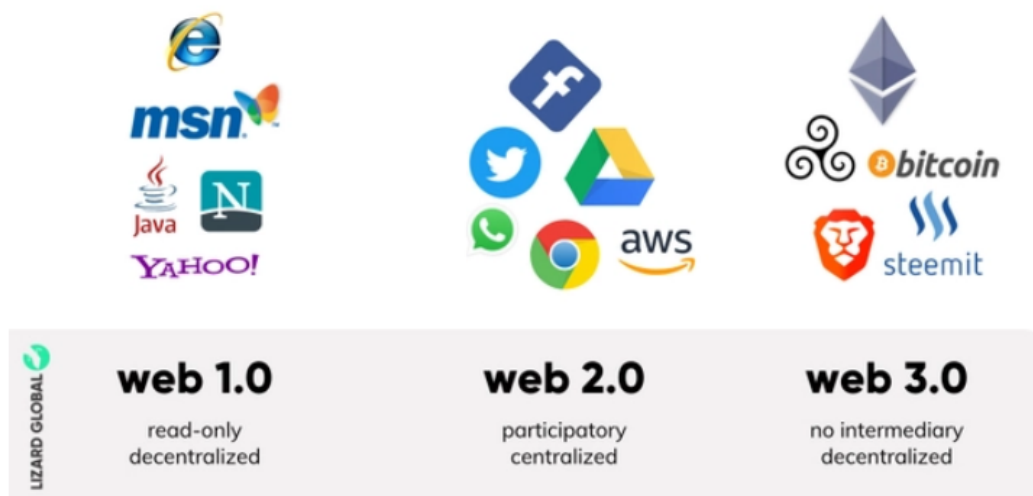 msn
Java
N
YAHOO!
f
aws
bitcoin
steemit
LIZARD GLOBAL
web 1.0
read-only
decentralized
web 2.0
participatory
centralized
web 3.0
no intermediary
decentralized